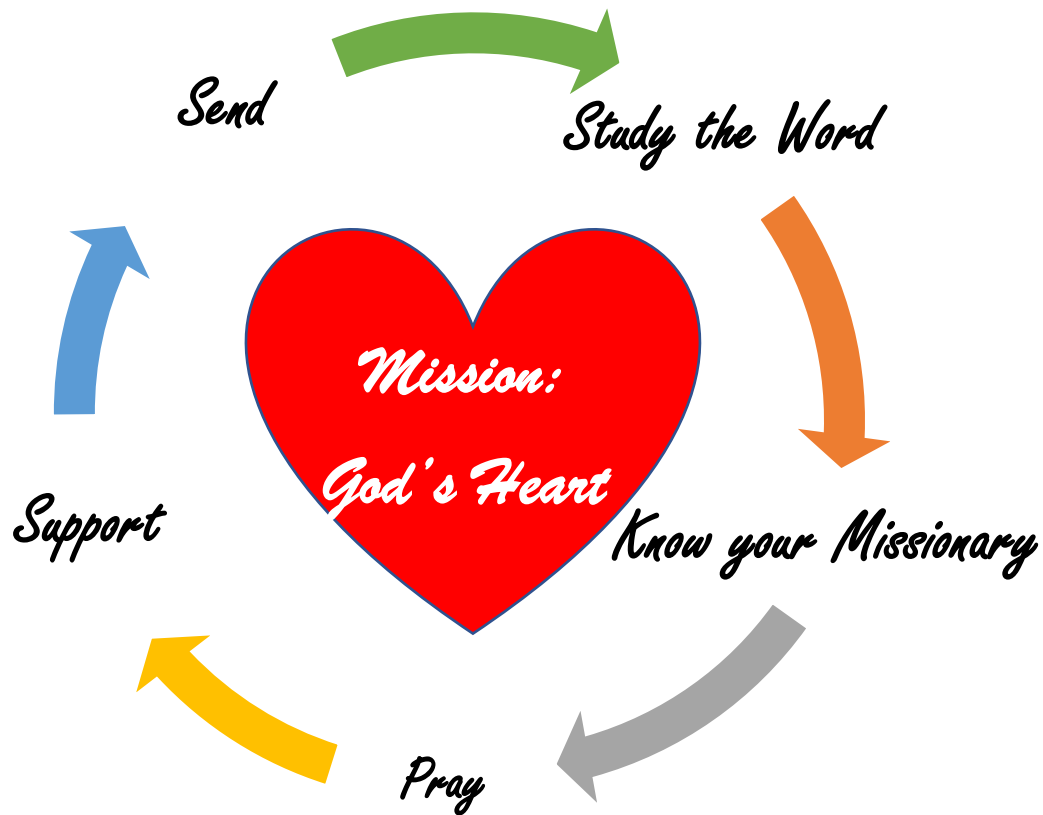 Send
Study the Word
Mission:
God's Heart
Support
Know your Missionary
Pray